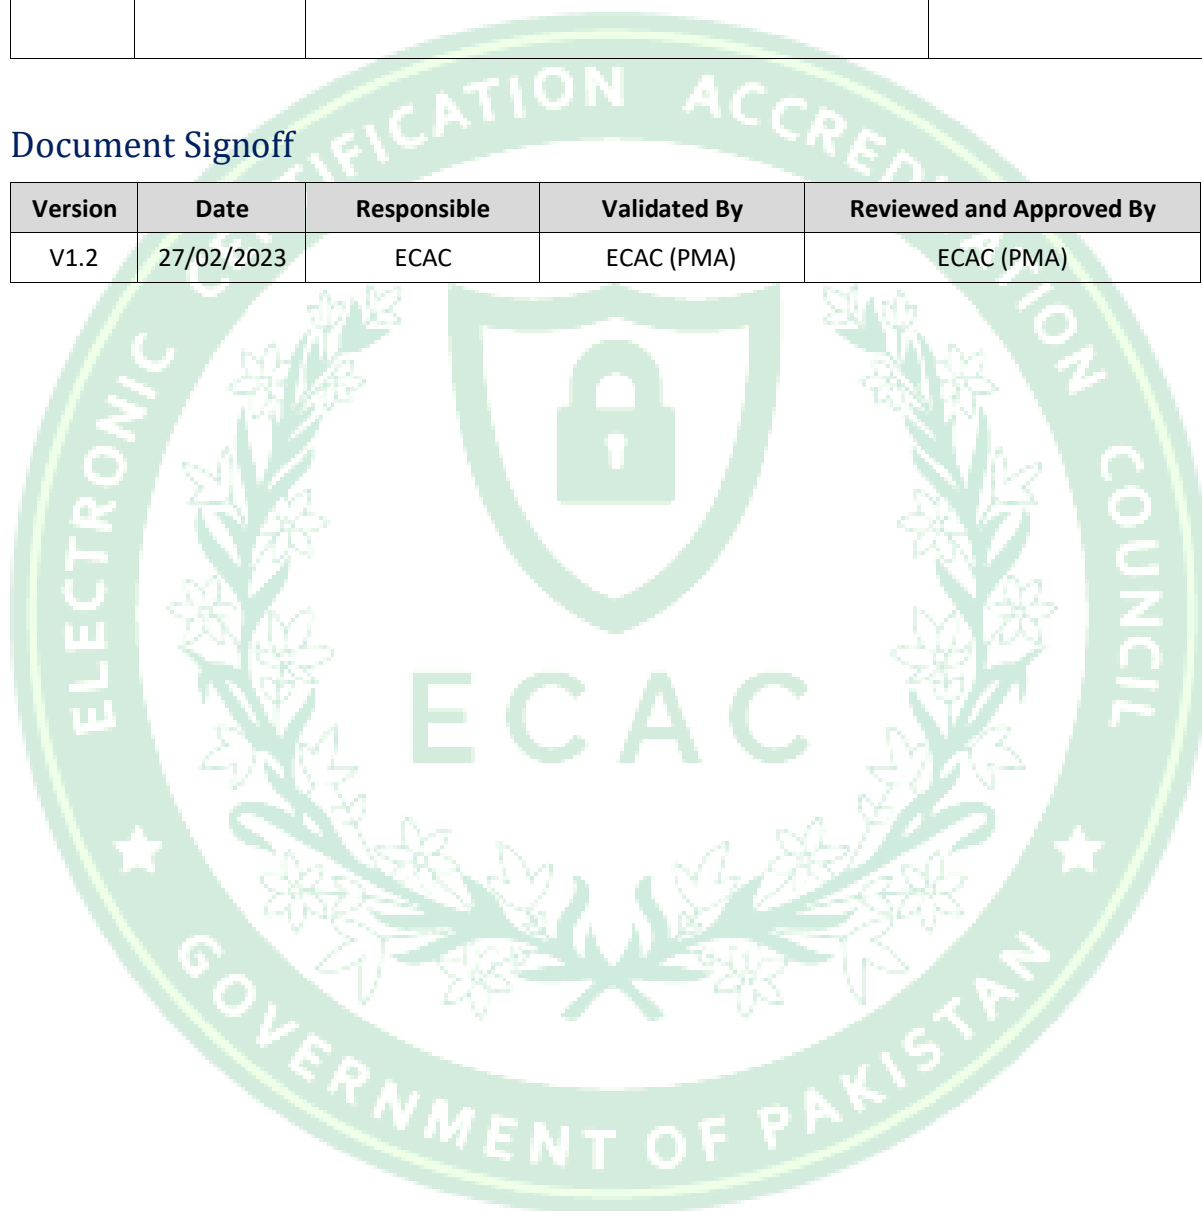 Document Signoff
Version Date Responsible Validated By Reviewed and Approved By
V1.2 27/02/2023 ECAC ECAC (PMA) ECAC (PMA)
ELECTRONIC CERTIFICATION ACCREDITATION COUNCIL
ECAC
GOVERNMENT OF PAKISTAN